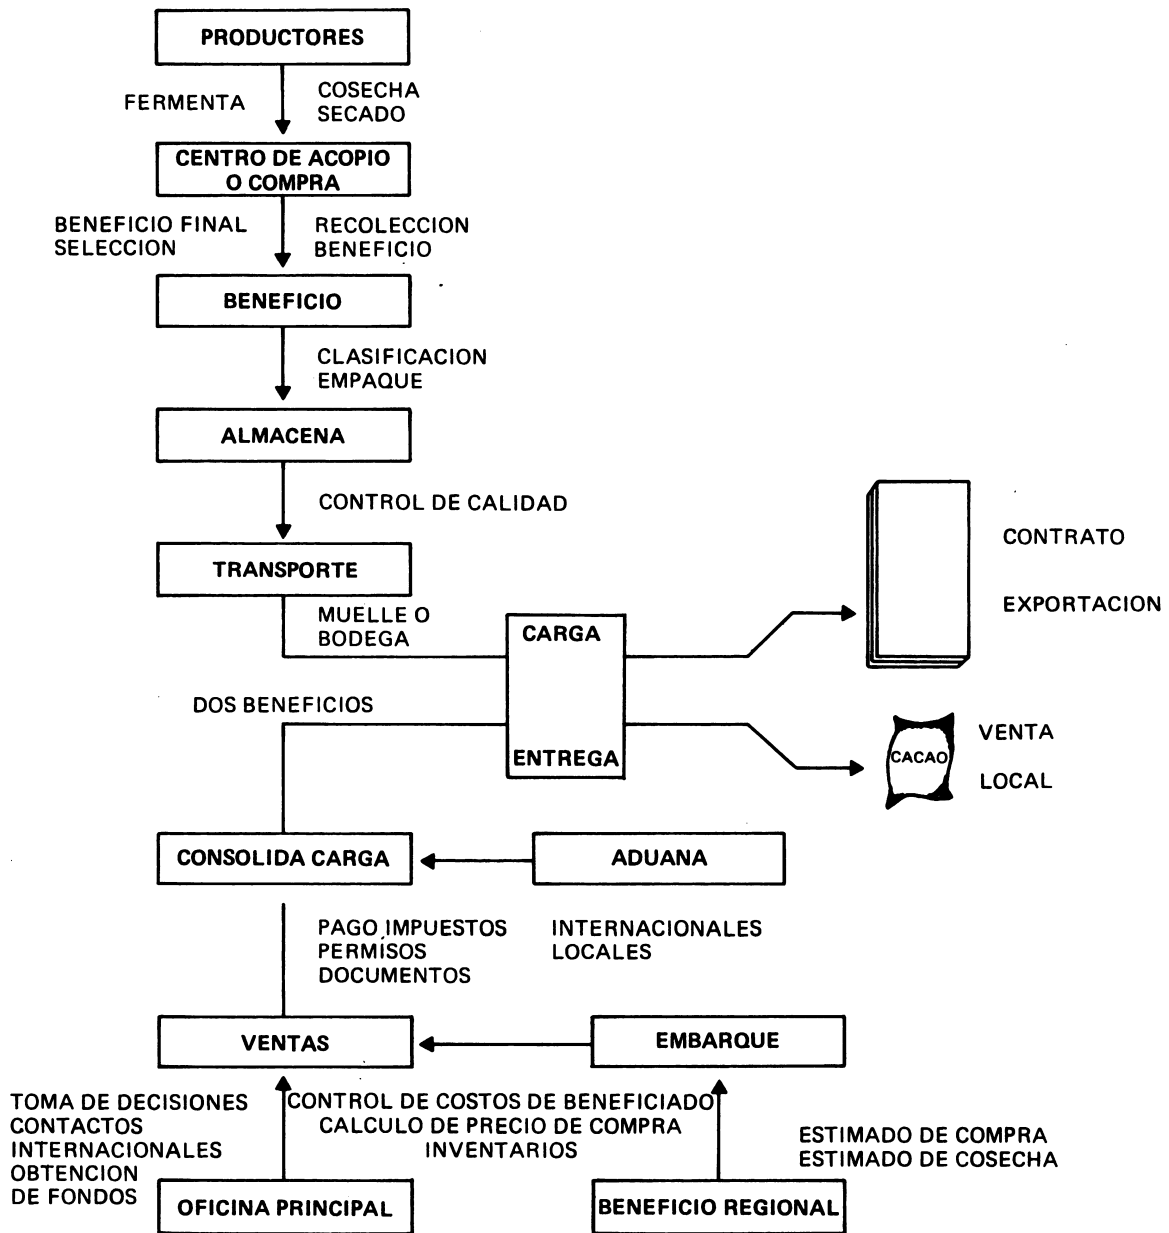 PRODUCTORES
FERMENTA
COSECHA
SECADO
CENTRO DE ACOPIO
O COMPRA
BENEFICIO FINAL
SELECCION
RECOLECCION
BENEFICIO
BENEFICIO
CLASIFICACION
EMPAQUE
ALMACENA
CONTROL DE CALIDAD
TRANSPORTE
MUELLE O
BODEGA
CARGA
ENTREGA
CONTRATO
EXPORTACION
DOS BENEFICIOS
CACAO
VENTA
LOCAL
CONSOLIDA CARGA
ADUANA
PAGO IMPUESTOS
PERMISOS
DOCUMENTOS
INTERNACIONALES
LOCALES
VENTAS
EMBARQUE
TOMA DE DECISIONES
CONTACTOS
INTERNACIONALES
OBTENCION
DE FONDOS
CONTROL DE COSTOS DE BENEFICIADO
CALCULO DE PRECIO DE COMPRA
INVENTARIOS
ESTIMADO DE COMPRA
ESTIMADO DE COSECHA
OFICINA PRINCIPAL
BENEFICIO REGIONAL